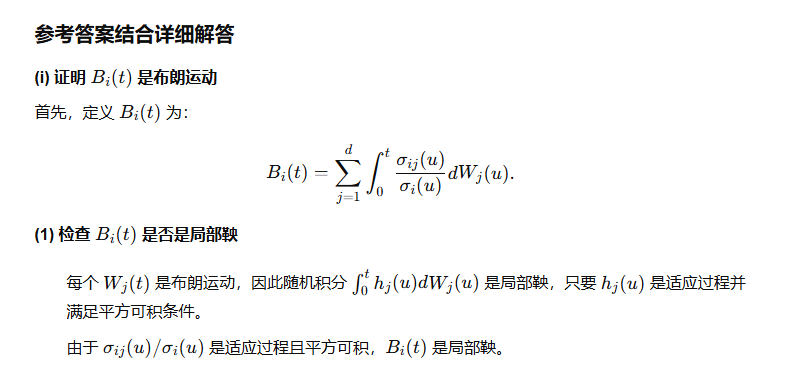 参考答案结合详细解答
(i) 证明 B_i(t) 是布朗运动
首先，定义 B_i(t) 为：
B_i(t) = \sum_{j=1}^{d} \int_0^t \frac{\sigma_{ij}(u)}{\sigma_i(u)} dW_j(u).
(1) 检查 B_i(t) 是否是局部鞅
每个 W_j(t) 是布朗运动，因此随机积分 \int_0^t h_j(u)dW_j(u) 是局部鞅，只要 h_j(u) 是适应过程并
满足平方可积条件。
由于 \sigma_{ij}(u)/\sigma_i(u) 是适应过程且平方可积，B_i(t) 是局部鞅。